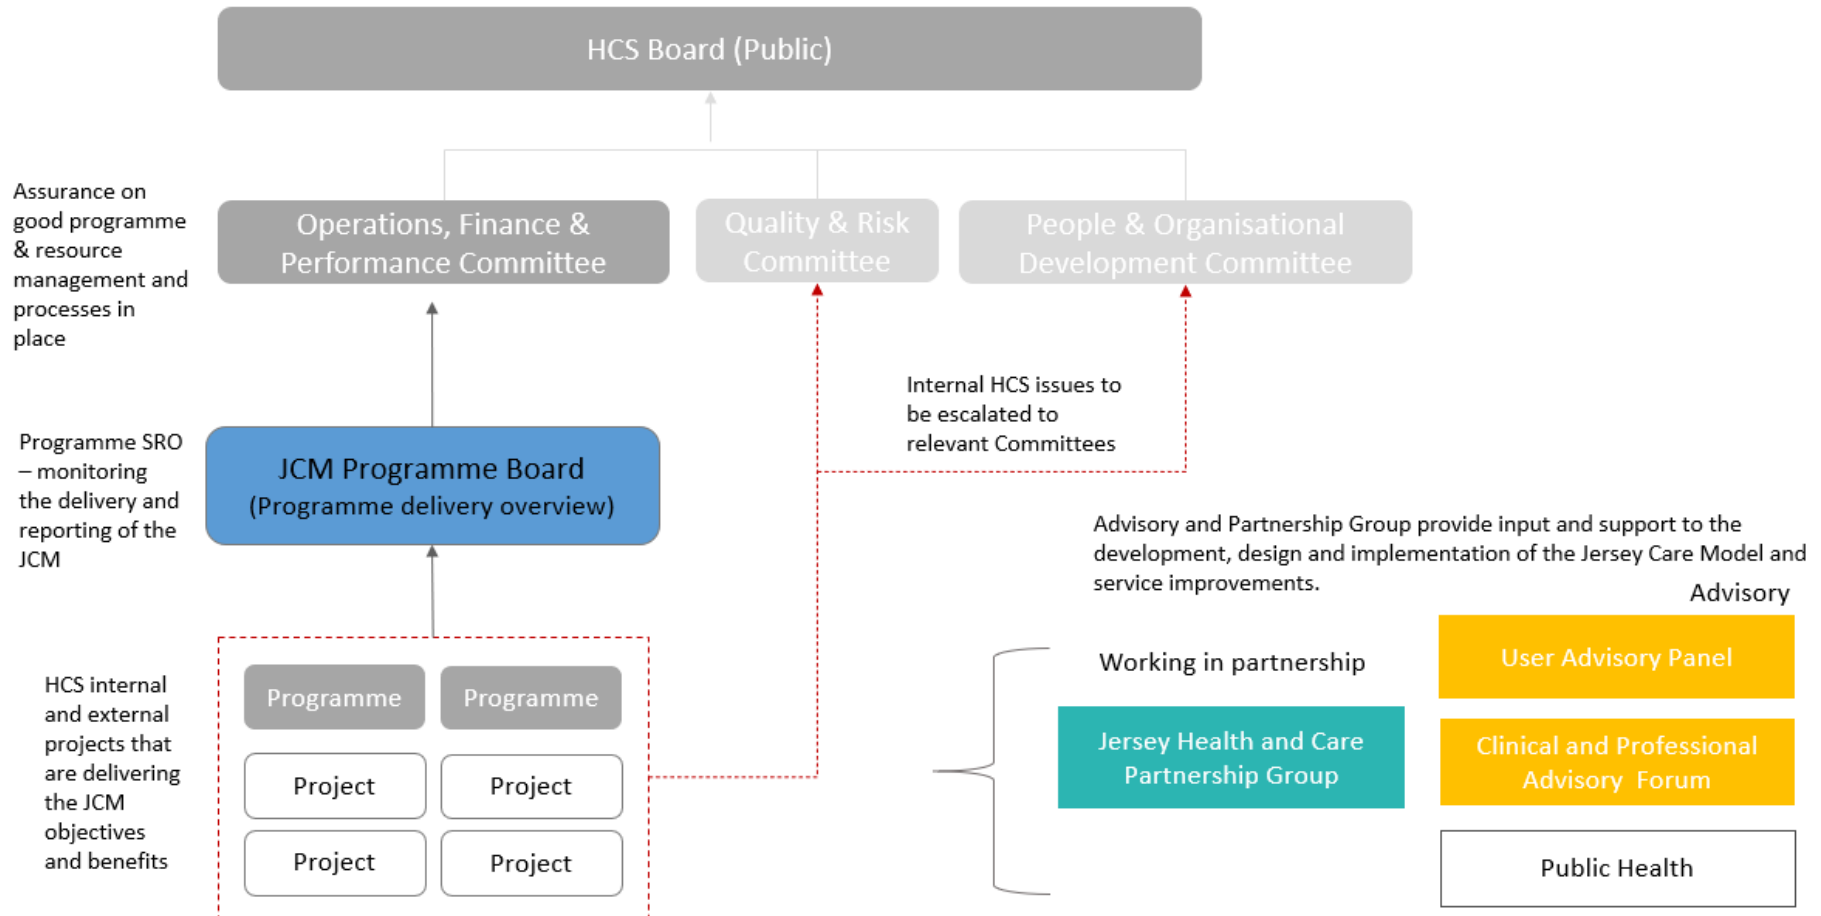 HCS Board (Public)
Assurance on
good programme
& resource
management and
processes in
place
Operations, Finance &
Performance Committee
Quality & Risk
Committee
People & Organisational
Development Committee
Internal HCS issues to
be escalated to
relevant Committees
Programme SRO
– monitoring
the delivery and
reporting of the
JCM
JCM Programme Board
(Programme delivery overview)
Advisory and Partnership Group provide input and support to the
development, design and implementation of the Jersey Care Model and
service improvements.
Advisory
HCS internal
and external
projects that
are delivering
the JCM
objectives
and benefits
Programme
Programme
Project
Project
Project
Project
Working in partnership
Jersey Health and Care
Partnership Group
User Advisory Panel
Clinical and Professional
Advisory Forum
Public Health